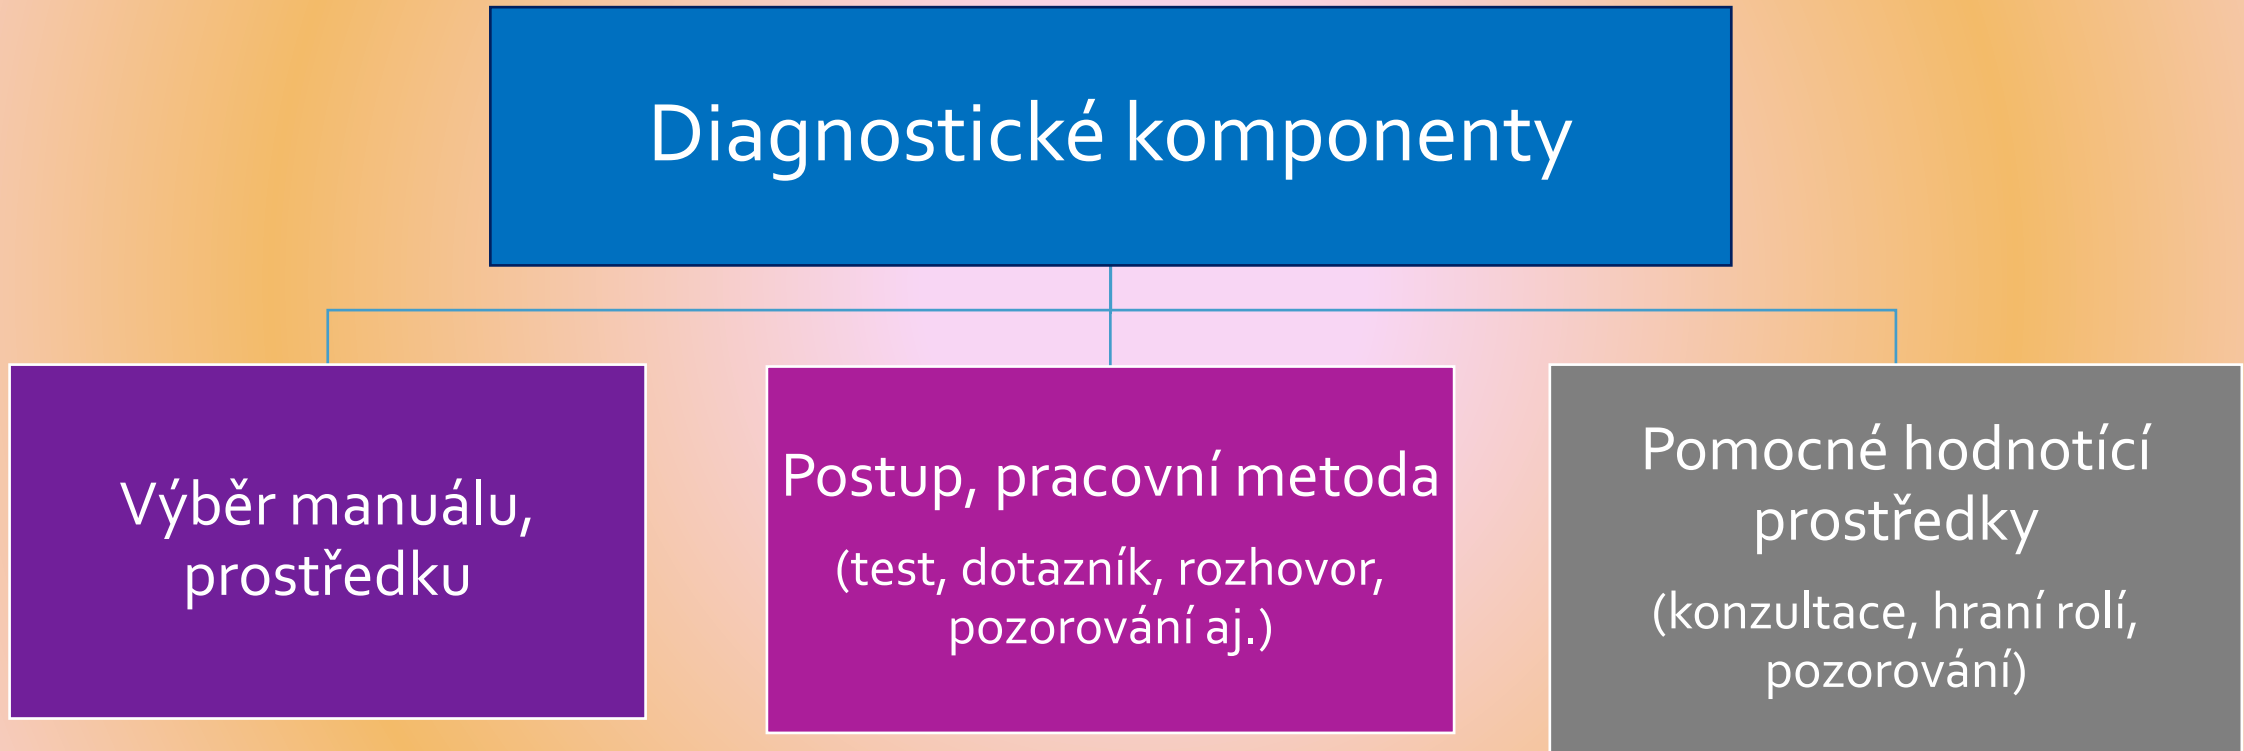 Diagnostické komponenty
Výběr manuálu,
prostředku
Postup, pracovní metoda
(test, dotazník, rozhovor,
pozorování aj.)
Pomocné hodnotící
prostředky
(konzultace, hraní rolí,
pozorování)